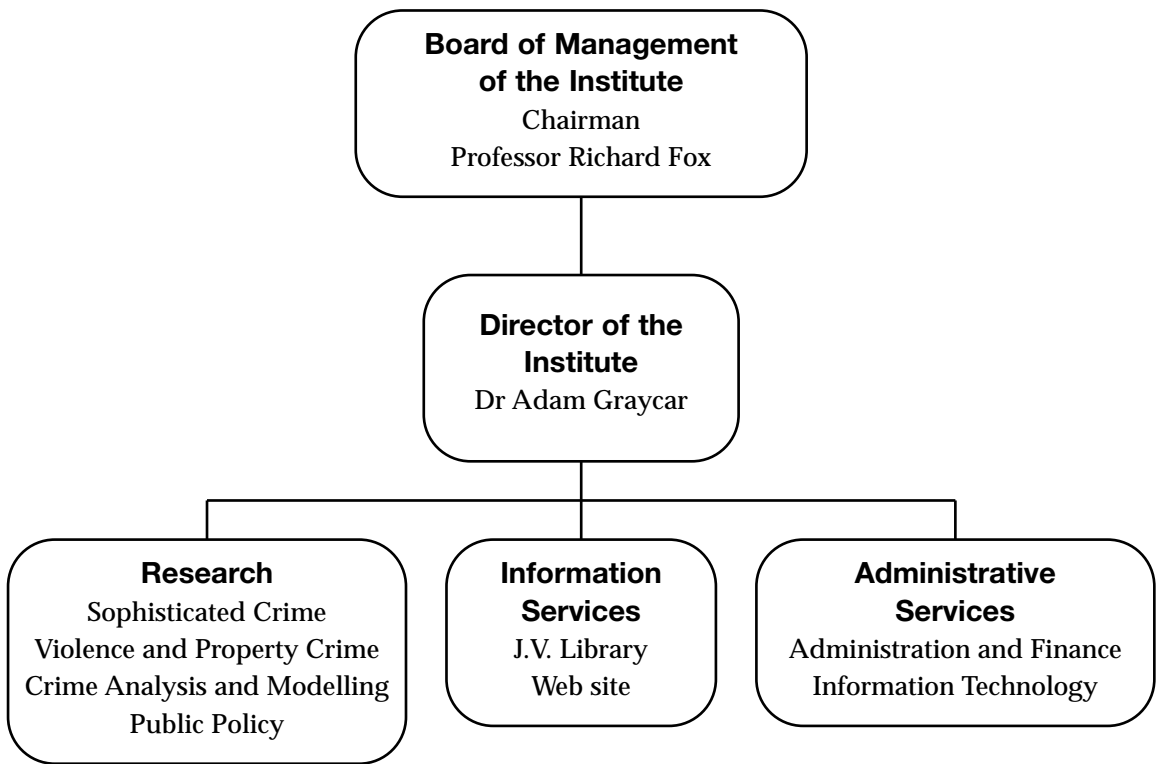 Board of Management
of the Institute
Chairman
Professor Richard Fox
Director of the
Institute
Dr Adam Graycar
Research
Sophisticated Crime
Violence and Property Crime
Crime Analysis and Modelling
Public Policy
Information
Services
J.V. Library
Web site
Administrative
Services
Administration and Finance
Information Technology